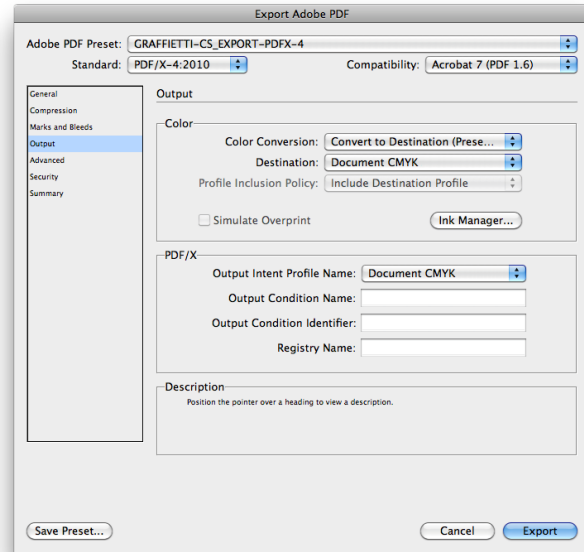 Export Adobe PDF
Adobe PDF Preset: GRAFFIETTI-CS_EXPORT-PDFX-4
Standard: PDF/X-4:2010 Compatibility: Acrobat 7 (PDF 1.6)
General
Compression
Marks and Bleeds
Output
Advanced
Security
Summary
Output
Color
Color Conversion: Convert to Destination (Prese...
Destination: Document CMYK
Profile Inclusion Policy: Include Destination Profile
Simulate Overprint Ink Manager...
PDF/X
Output Intent Profile Name: Document CMYK
Output Condition Name:
Output Condition Identifier:
Registry Name:
Description
Position the pointer over a heading to view a description.
Save Preset... Cancel Export